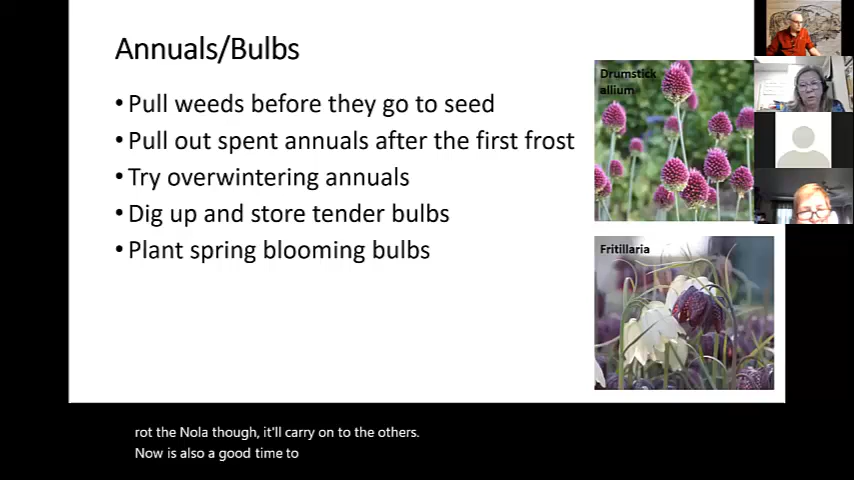 Annuals/Bulbs
• Pull weeds before they go to seed
• Pull out spent annuals after the first frost
• Try overwintering annuals
• Dig up and store tender bulbs
• Plant spring blooming bulbs
Drumstick
allium
Fritillaria
rot the Nola though, it'll carry on to the others.
Now is also a good time to